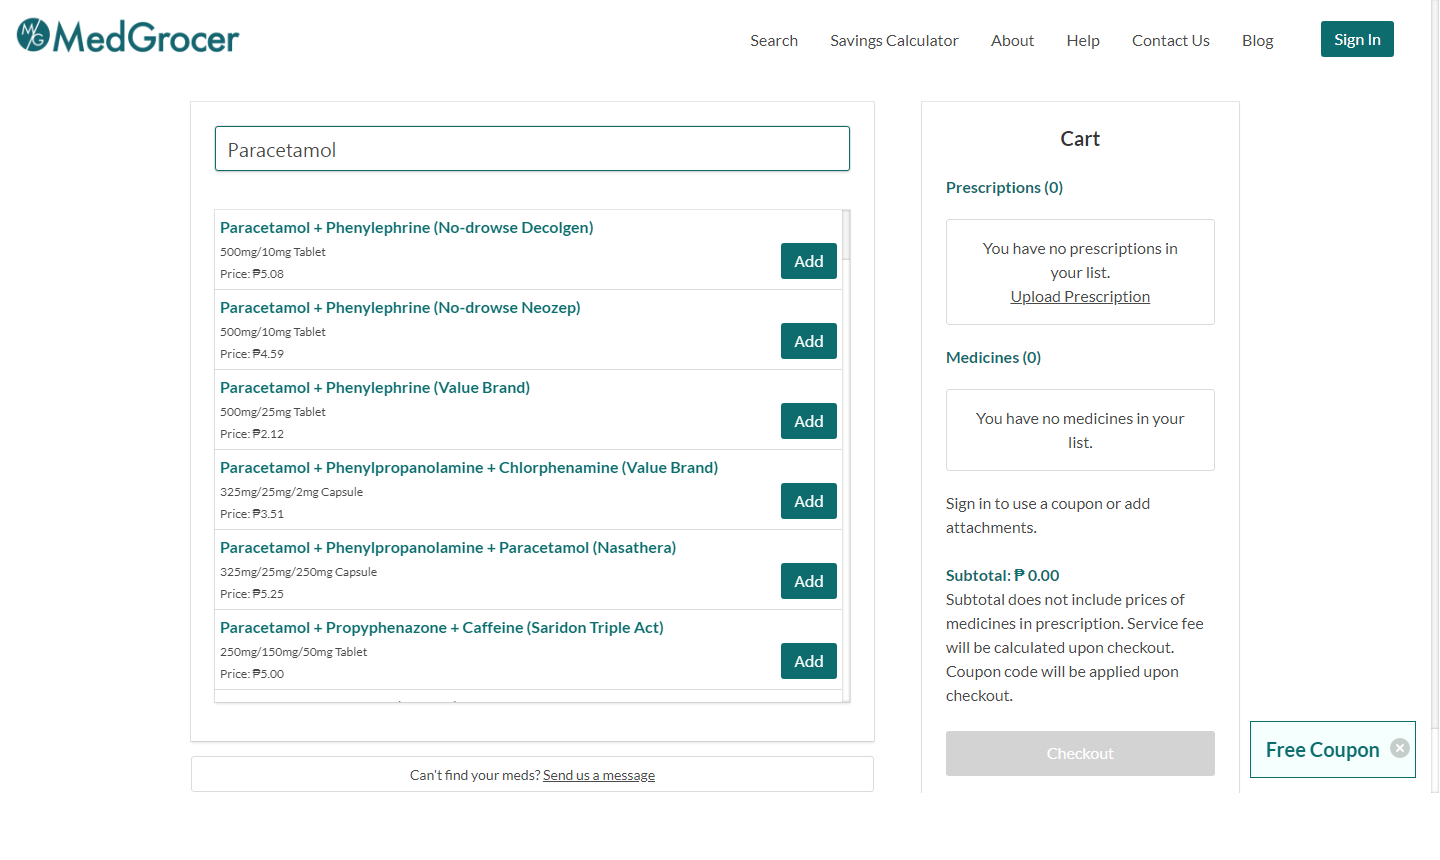 MG MedGrocer
Search Savings Calculator About Help Contact Us Blog Sign In
Paracetamol
Paracetamol + Phenylephrine (No-drowse Decolgen)
500mg/10mg Tablet
Price: ₱5.08
Add
Paracetamol + Phenylephrine (No-drowse Neozep)
500mg/10mg Tablet
Price: ₱4.59
Add
Paracetamol + Phenylephrine (Value Brand)
500mg/25mg Tablet
Price: ₱2.12
Add
Paracetamol + Phenylpropanolamine + Chlorphenamine (Value Brand)
325mg/25mg/2mg Capsule
Price: ₱3.51
Add
Paracetamol + Phenylpropanolamine + Paracetamol (Nasathera)
325mg/25mg/250mg Capsule
Price: ₱5.25
Add
Paracetamol + Propyphenazone + Caffeine (Saridon Triple Act)
250mg/150mg/50mg Tablet
Price: ₱5.00
Add
Can't find your meds? Send us a message
Cart
Prescriptions (0)
You have no prescriptions in
your list.
Upload Prescription
Medicines (0)
You have no medicines in your
list.
Sign in to use a coupon or add
attachments.
Subtotal: ₱ 0.00
Subtotal does not include prices of
medicines in prescription. Service fee
will be calculated upon checkout.
Coupon code will be applied upon
checkout.
Checkout
Free Coupon